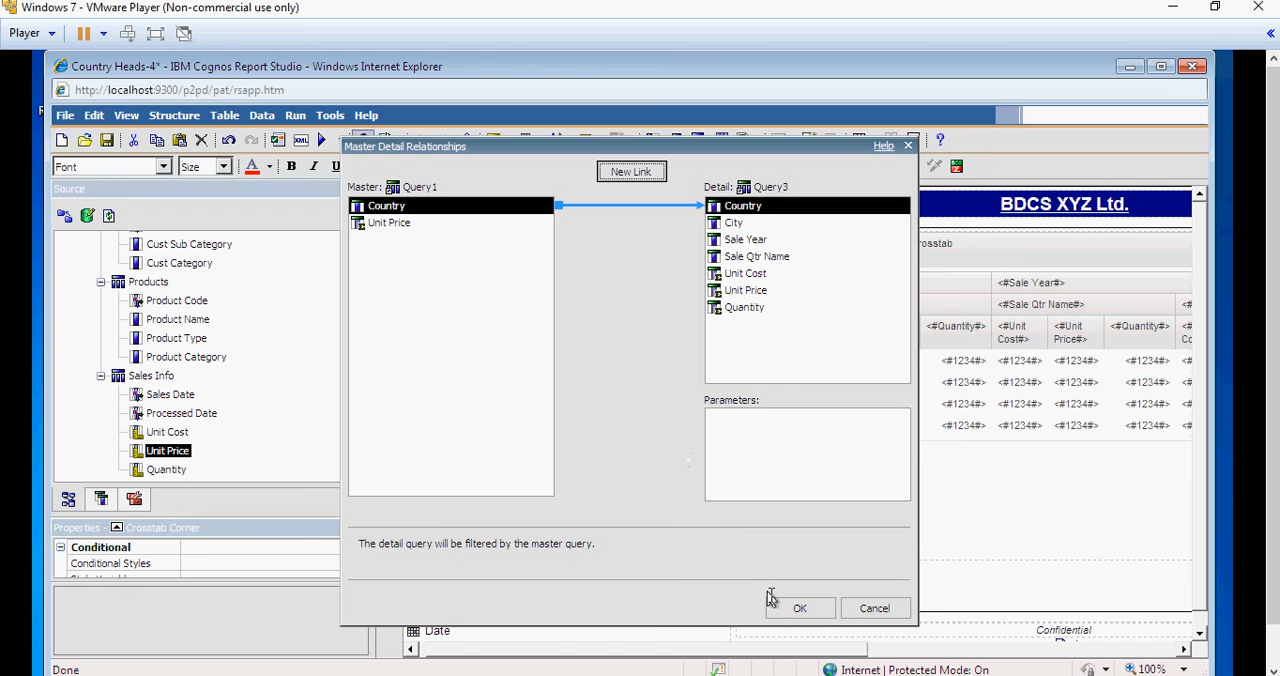 Windows 7 - VMware Player (Non-commercial use only)
Player
Country Heads-4* - IBM Cognos Report Studio - Windows Internet Explorer
http://localhost:9300/p2pd/pat/rsapp.htm
File Edit View Structure Table Data Run Tools Help
Font Size A B I U
Source
Cust Sub Category
Cust Category
Products
Product Code
Product Name
Product Type
Product Category
Sales Info
Sales Date
Processed Date
Unit Cost
Unit Price
Quantity
Properties - Crosstab Corner
Conditional
Conditional Styles
Master Detail Relationships
Help
New Link
Master: Query1
Country
Unit Price
Detail: Query3
Country
City
Sale Year
Sale Qtr Name
Unit Cost
Unit Price
Quantity
Parameters:
The detail query will be filtered by the master query.
OK Cancel
BDCS XYZ Ltd.
rosstab
<#Sale Year#>
<#Sale Qtr Name#> <#
<#Quantity#> <#Unit Cost#> <#Unit Price#> <#Quantity#> <#
<#1234#> <#1234#> <#1234#> <#1234#> <#
<#1234#> <#1234#> <#1234#> <#1234#> <#
<#1234#> <#1234#> <#1234#> <#1234#> <#
<#1234#> <#1234#> <#1234#> <#1234#> <#
Date
Confidential
Done
Internet | Protected Mode: On
100%